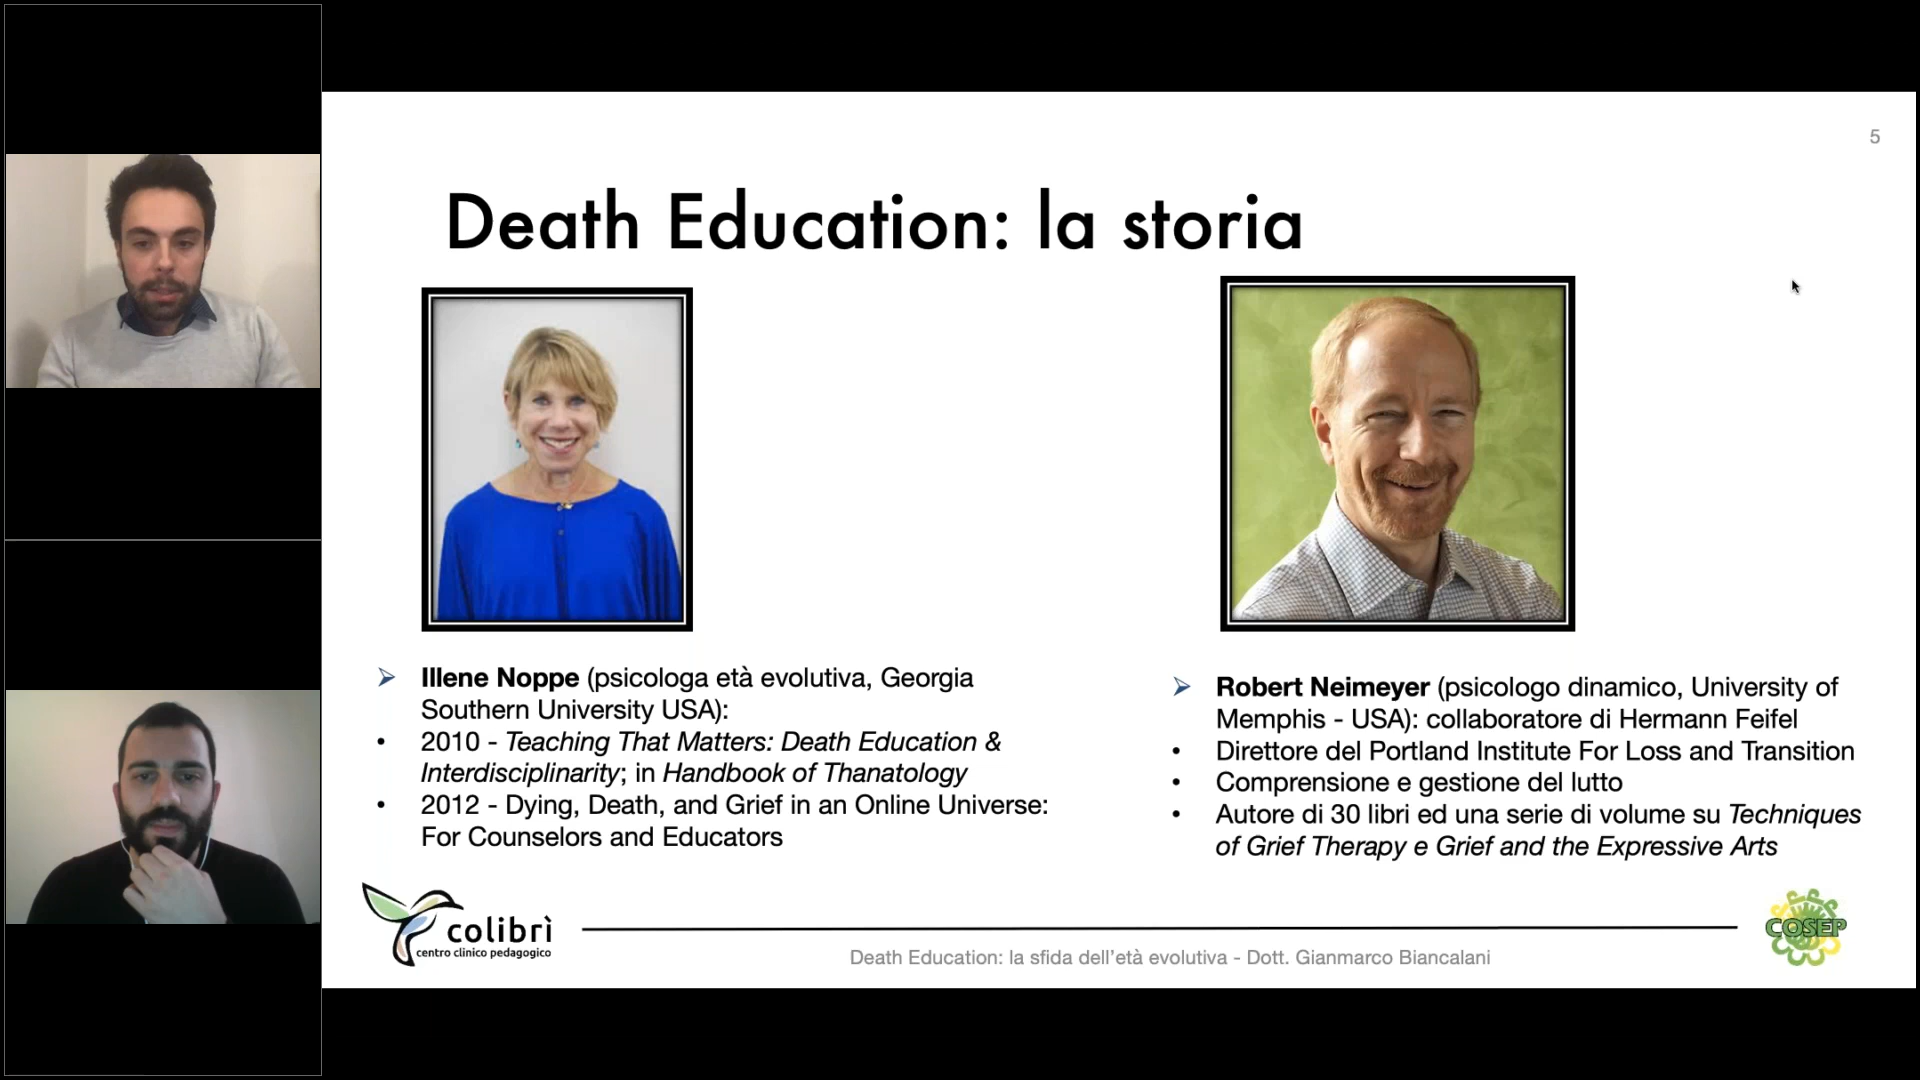 5
Death Education: la storia
Illene Noppe (psicologa età evolutiva, Georgia
Southern University USA):
• 2010 - Teaching That Matters: Death Education &
Interdisciplinarity; in Handbook of Thanatology
• 2012 - Dying, Death, and Grief in an Online Universe:
For Counselors and Educators
Robert Neimeyer (psicologo dinamico, University of
Memphis - USA): collaboratore di Hermann Feifel
• Direttore del Portland Institute For Loss and Transition
• Comprensione e gestione del lutto
• Autore di 30 libri ed una serie di volume su Techniques
of Grief Therapy e Grief and the Expressive Arts
colibrì
centro clinico pedagogico
Death Education: la sfida dell'età evolutiva - Dott. Gianmarco Biancalani
COSEP